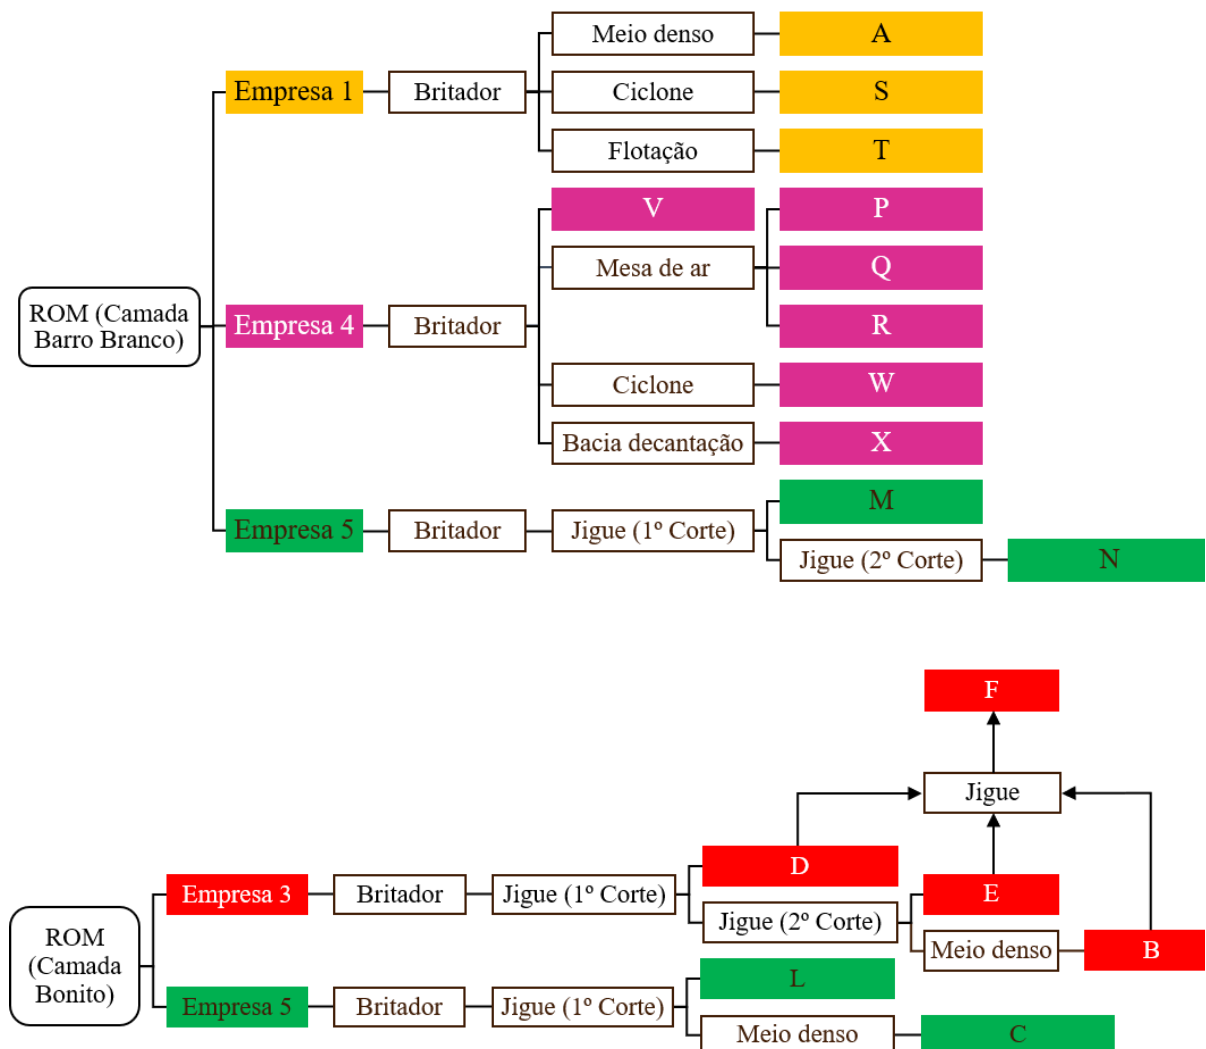 Meio denso
A
Empresa 1
Britador
Ciclone
S
Flotação
T
V
P
Mesa de ar
Q
ROM (Camada
Barro Branco)
Empresa 4
Britador
R
Ciclone
W
Bacia decantação
X
M
Empresa 5
Britador
Jigue (1º Corte)
Jigue (2º Corte)
N
F
Jigue
D
Empresa 3
Britador
Jigue (1º Corte)
E
Jigue (2º Corte)
Meio denso
B
ROM
(Camada
Bonito)
L
Empresa 5
Britador
Jigue (1º Corte)
Meio denso
C